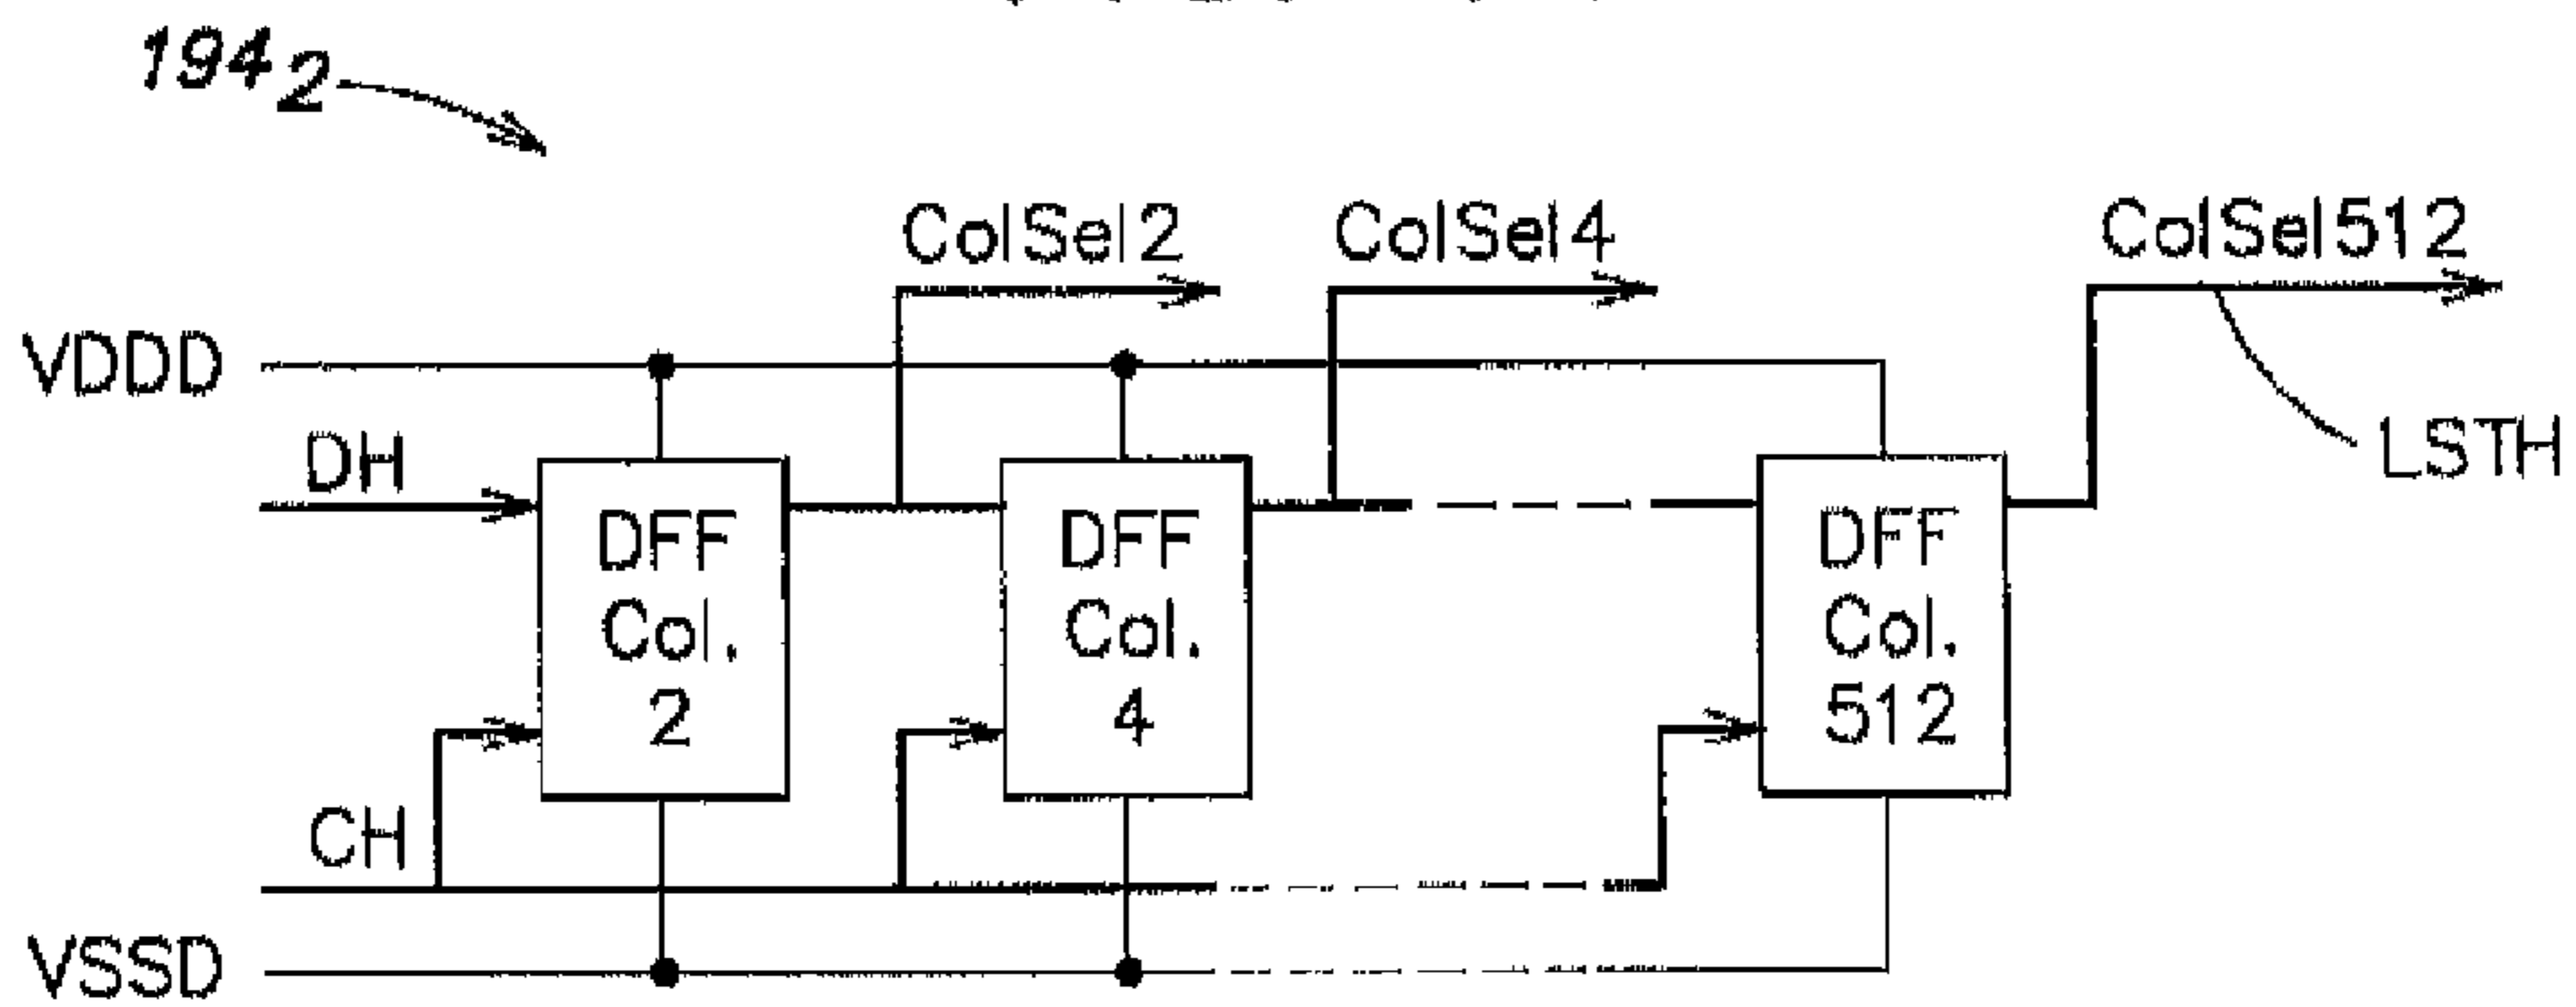 194₂
ColSel2
ColSel4
ColSel512
VDDD
DH
LSTH
DFF
Col.
2
DFF
Col.
4
DFF
Col.
512
CH
VSSD